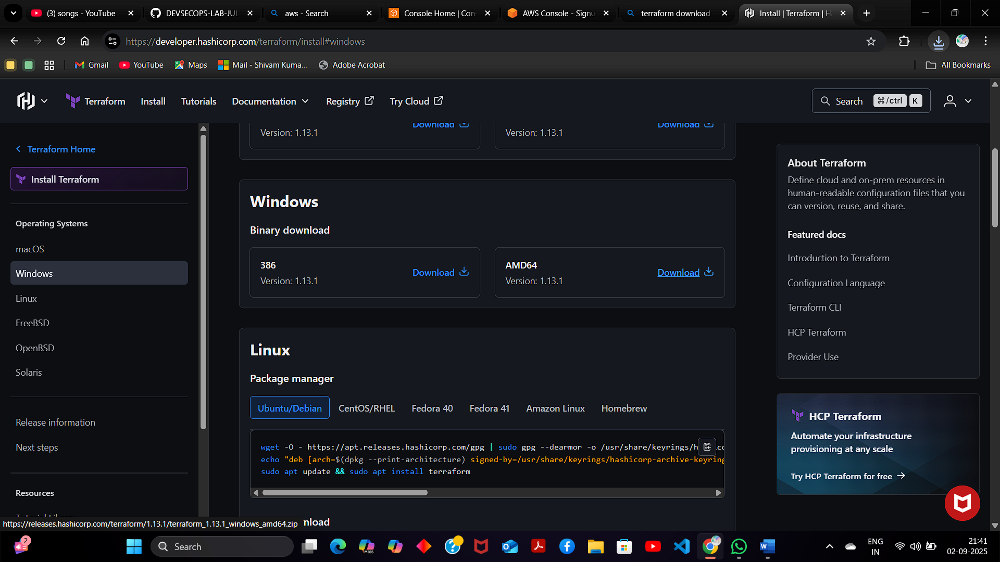 (3) songs - YouTube
DEVSECOPS-LAB-JUL
aws - Search
Console Home | Con
AWS Console - Signu
terraform download
Install | Terraform | H
https://developer.hashicorp.com/terraform/install#windows
Gmail
YouTube
Maps
Mail - Shivam Kuma...
Adobe Acrobat
All Bookmarks
Terraform
Install
Tutorials
Documentation
Registry
Try Cloud
Search
⌘/ctrl
K
Terraform Home
Install Terraform
Operating Systems
macOS
Windows
Linux
FreeBSD
OpenBSD
Solaris
Release information
Next steps
Resources
https://releases.hashicorp.com/terraform/1.13.1/terraform_1.13.1_windows_amd64.zip
Download
Version: 1.13.1
Download
Version: 1.13.1
Windows
Binary download
386
Version: 1.13.1
Download
AMD64
Version: 1.13.1
Download
Linux
Package manager
Ubuntu/Debian
CentOS/RHEL
Fedora 40
Fedora 41
Amazon Linux
Homebrew
wget -O - https://apt.releases.hashicorp.com/gpg | sudo gpg --dearmor -o /usr/share/keyrings/h
echo "deb [arch=$(dpkg --print-architecture) signed-by=/usr/share/keyrings/hashicorp-archive-keyring
sudo apt update && sudo apt install terraform
nload
About Terraform
Define cloud and on-prem resources in
human-readable configuration files that you
can version, reuse, and share.
Featured docs
Introduction to Terraform
Configuration Language
Terraform CLI
HCP Terraform
Provider Use
HCP Terraform
Automate your infrastructure
provisioning at any scale
Try HCP Terraform for free
2
Search
M365
ENG
IN
21:41
02-09-2025